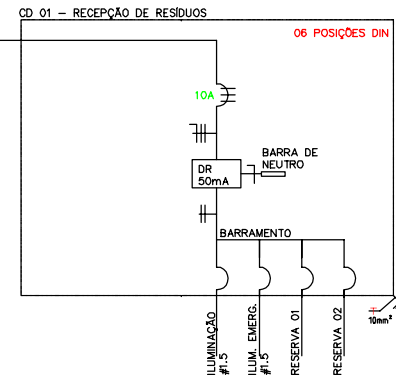 CD 01 - RECEPÇÃO DE RESÍDUOS
06 POSIÇÕES DIN
10A
BARRA DE
NEUTRO
DR
50mA
BARRAMENTO
ILUMINAÇÃO
#1.5
ILUM. EMERG.
#1.5
RESERVA 01
RESERVA 02
T
10mm²